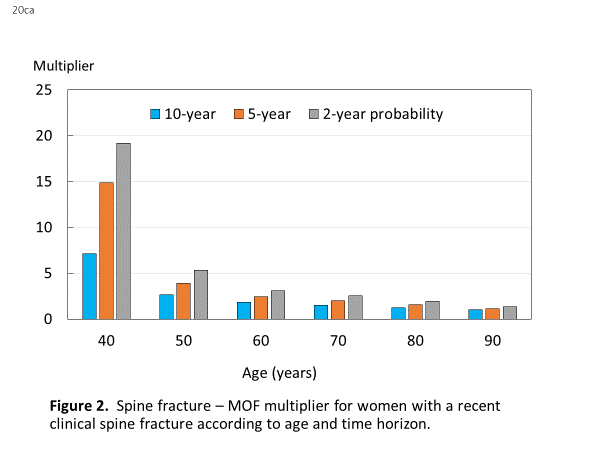 20ca
Multiplier
25
10-year 5-year 2-year probability
20
15
10
5
0
40 50 60 70 80 90
Age (years)
Figure 2. Spine fracture – MOF multiplier for women with a recent
clinical spine fracture according to age and time horizon.